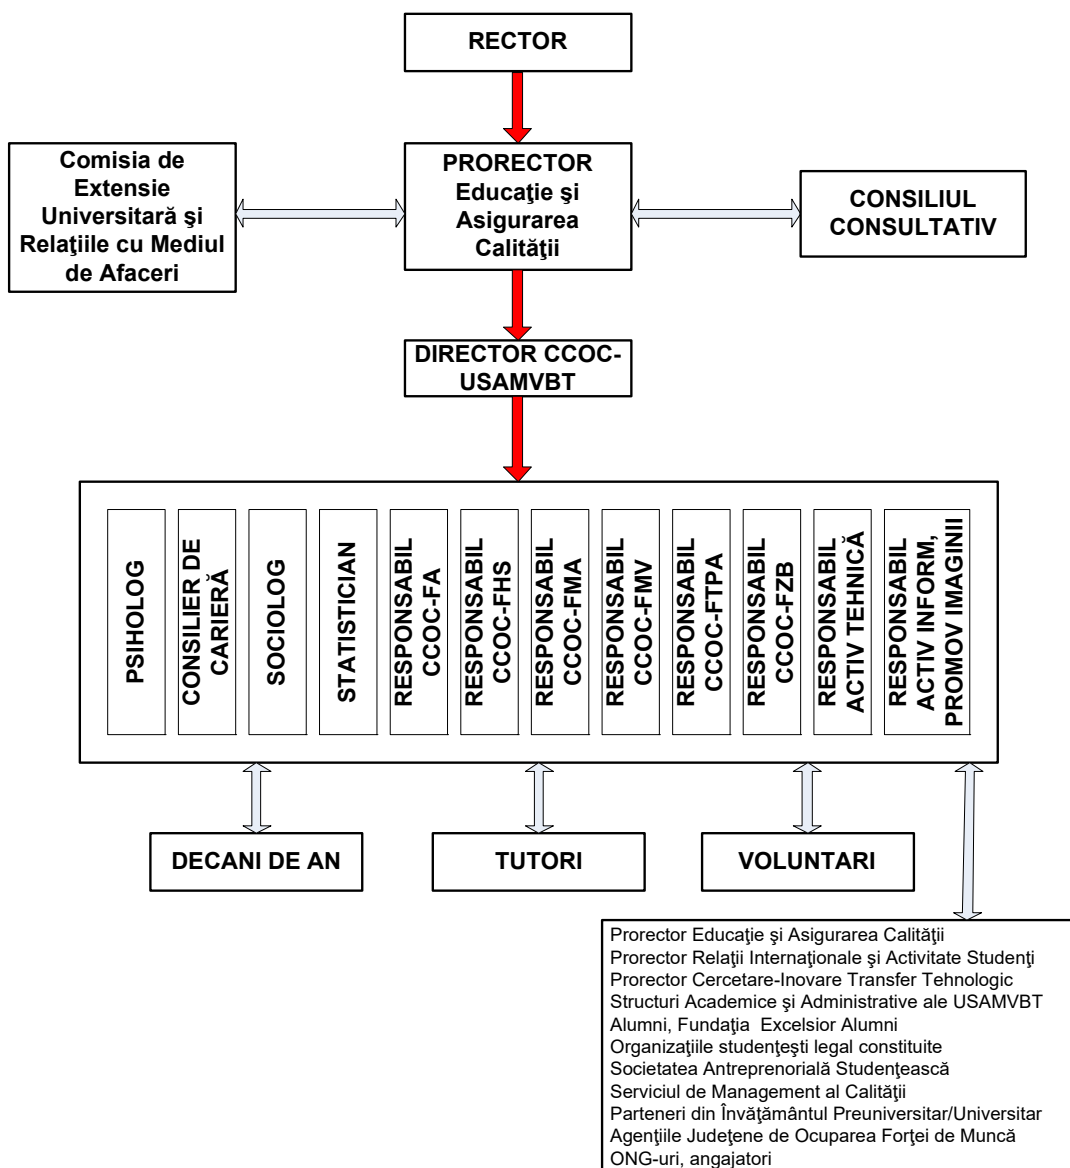 RECTOR
Comisia de
Extensie
Universitară şi
Relaţiile cu Mediul
de Afaceri
PRORECTOR
Educaţie şi
Asigurarea
Calităţii
CONSILIUL
CONSULTATIV
DIRECTOR CCOC-
USAMVBT
PSIHOLOG
CONSILIER DE
CARIERĂ
SOCIOLOG
STATISTICIAN
RESPONSABIL
CCOC-FA
RESPONSABIL
CCOC-FHS
RESPONSABIL
CCOC-FMA
RESPONSABIL
CCOC-FMV
RESPONSABIL
CCOC-FTPA
RESPONSABIL
CCOC-FZB
RESPONSABIL
ACTIV TEHNICĂ
RESPONSABIL
ACTIV INFORM,
PROMOV IMAGINII
DECANI DE AN
TUTORI
VOLUNTARI
Prorector Educaţie şi Asigurarea Calităţii
Prorector Relaţii Internaţionale şi Activitate Studenţi
Prorector Cercetare-Inovare Transfer Tehnologic
Structuri Academice şi Administrative ale USAMVBT
Alumni, Fundaţia Excelsior Alumni
Organizaţiile studenţeşti legal constituite
Societatea Antreprenorială Studenţească
Serviciul de Management al Calităţii
Parteneri din Învăţământul Preuniversitar/Universitar
Agenţiile Judeţene de Ocuparea Forţei de Muncă
ONG-uri, angajatori